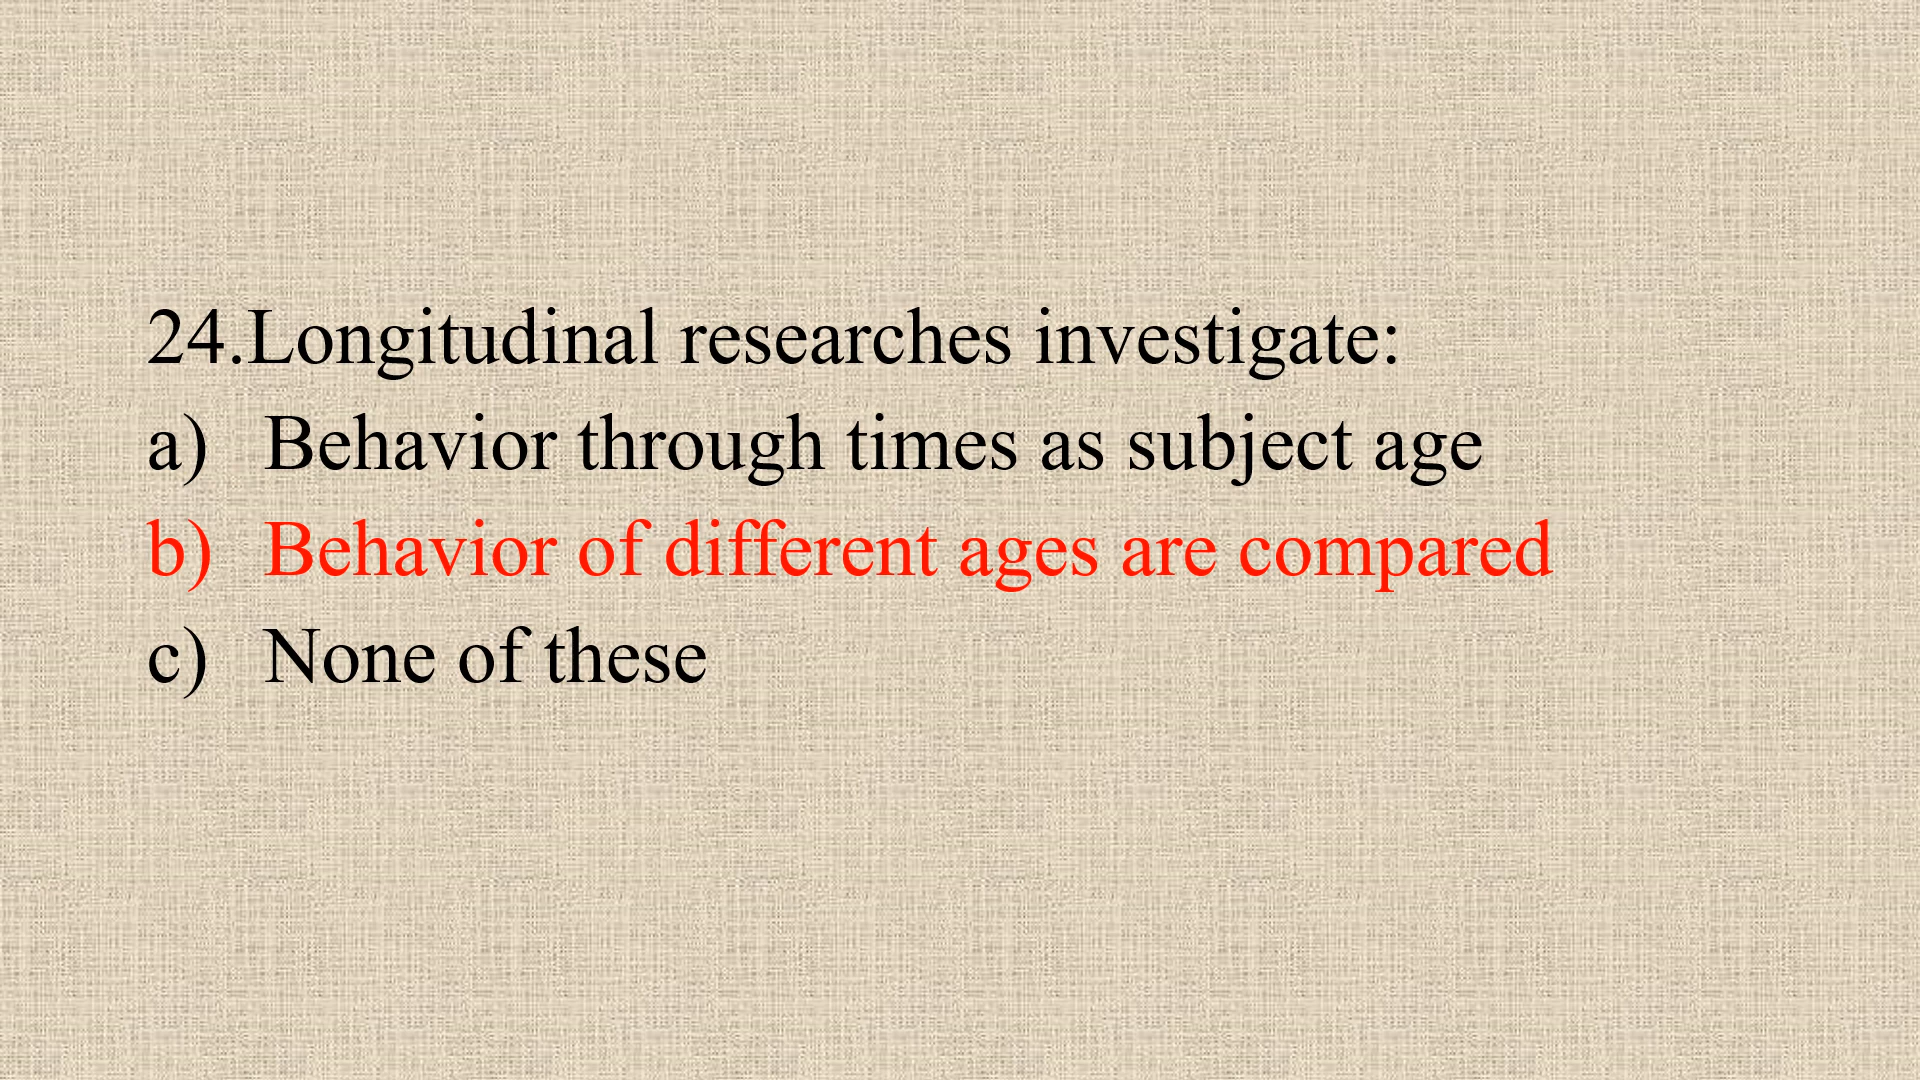 24.Longitudinal researches investigate:
a) Behavior through times as subject age
b) Behavior of different ages are compared
c) None of these